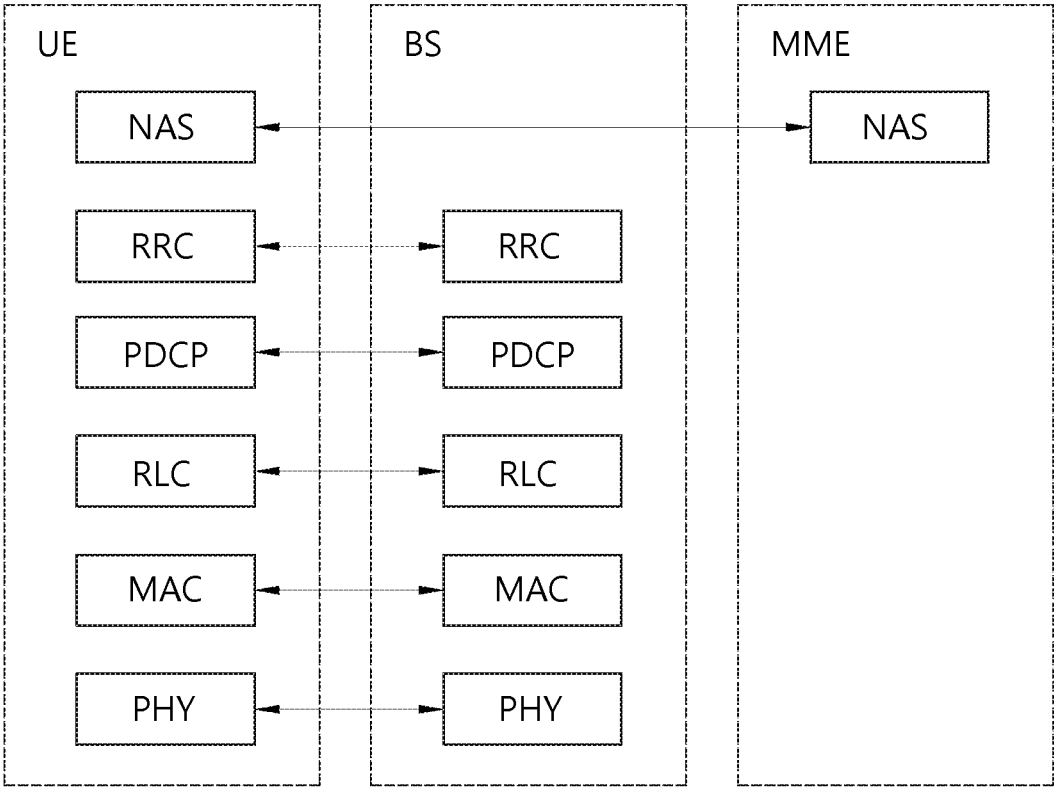 UE
BS
MME
NAS
NAS
RRC
RRC
PDCP
PDCP
RLC
RLC
MAC
MAC
PHY
PHY